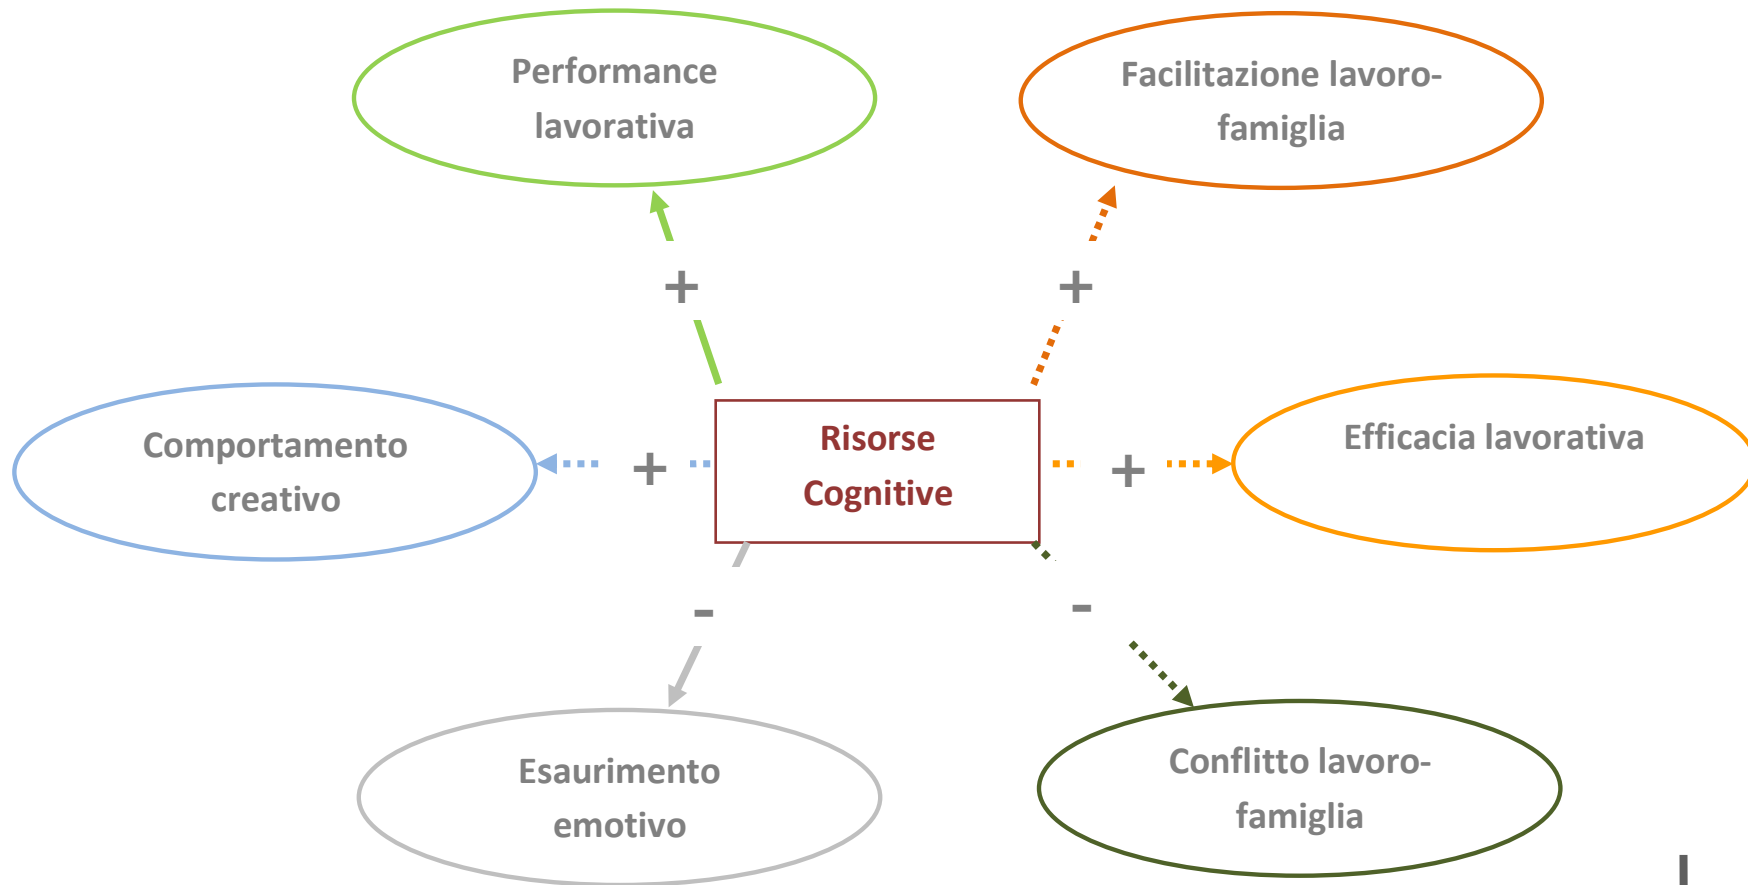 Performance
lavorativa
Facilitazione lavoro-
famiglia
+
+
Comportamento
creativo
+
Risorse
Cognitive
+
Efficacia lavorativa
-
-
Esaurimento
emotivo
Conflitto lavoro-
famiglia